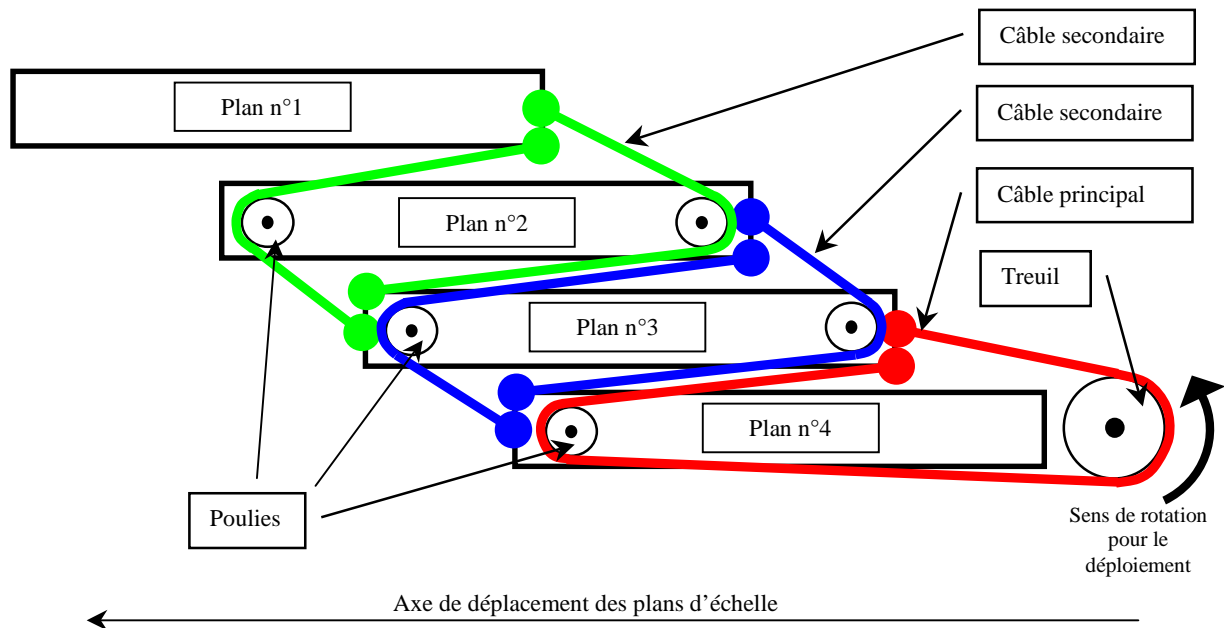 Câble secondaire
Plan n°1
Câble secondaire
Câble principal
Plan n°2
Treuil
Plan n°3
Plan n°4
Poulies
Sens de rotation
pour le
déploiement
Axe de déplacement des plans d'échelle